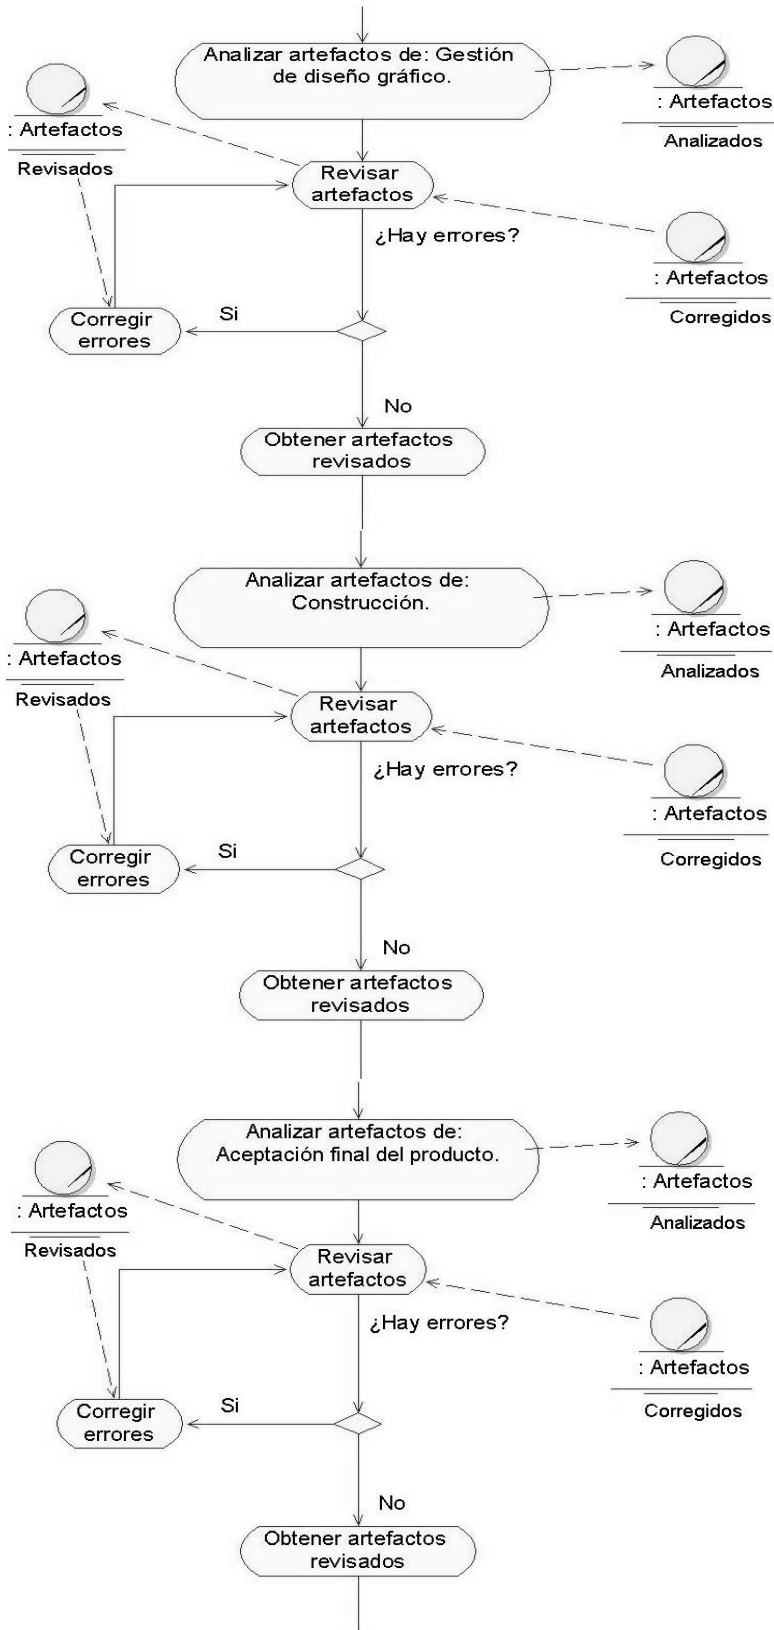 Analizar artefactos de: Gestión
de diseño gráfico.
: Artefactos
Analizados
: Artefactos
Revisados
Revisar
artefactos
¿Hay errores?
: Artefactos
Corregidos
Corregir
errores
Si
No
Obtener artefactos
revisados
Analizar artefactos de:
Construcción.
: Artefactos
Analizados
: Artefactos
Revisados
Revisar
artefactos
¿Hay errores?
: Artefactos
Corregidos
Corregir
errores
Si
No
Obtener artefactos
revisados
Analizar artefactos de:
Aceptación final del producto.
: Artefactos
Analizados
: Artefactos
Revisados
Revisar
artefactos
¿Hay errores?
: Artefactos
Corregidos
Corregir
errores
Si
No
Obtener artefactos
revisados